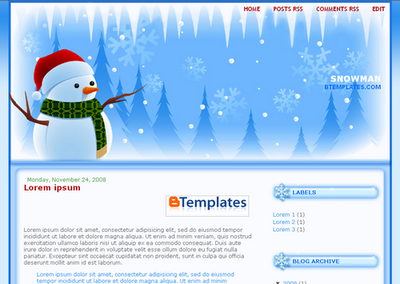 HOME POSTS RSS COMMENTS RSS EDIT
SNOWMAN
BTEMPLATES.COM
Monday, November 24, 2008
Lorem ipsum
BTemplates
Lorem ipsum dolor sit amet, consectetur adipisicing elit, sed do eiusmod tempor
incididunt ut labore et dolore magna aliqua. Ut enim ad minim veniam, quis nostrud
exercitation ullamco laboris nisi ut aliquip ex ea commodo consequat. Duis aute
irure dolor in reprehenderit in voluptate velit esse cillum dolore eu fugiat nulla
pariatur. Excepteur sint occaecat cupidatat non proident, sunt in culpa qui officia
deserunt mollit anim id est laborum.
Lorem ipsum dolor sit amet, consectetur adipisicing elit, sed do
eiusmod tempor incididunt ut labore et dolore magna aliqua. Ut
LABELS
Lorem 1 (1)
Lorem 2 (1)
Lorem 3 (1)
BLOG ARCHIVE
▼ 2008 (1)